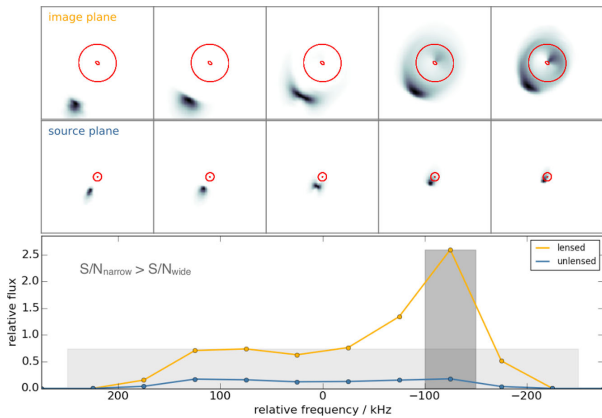 image plane
source plane
2.5
2.0
1.5
1.0
0.5
0.0
relative flux
S/Nnarrow > S/Nwide
lensed
unlensed
200
100
0
−100
−200
relative frequency / kHz